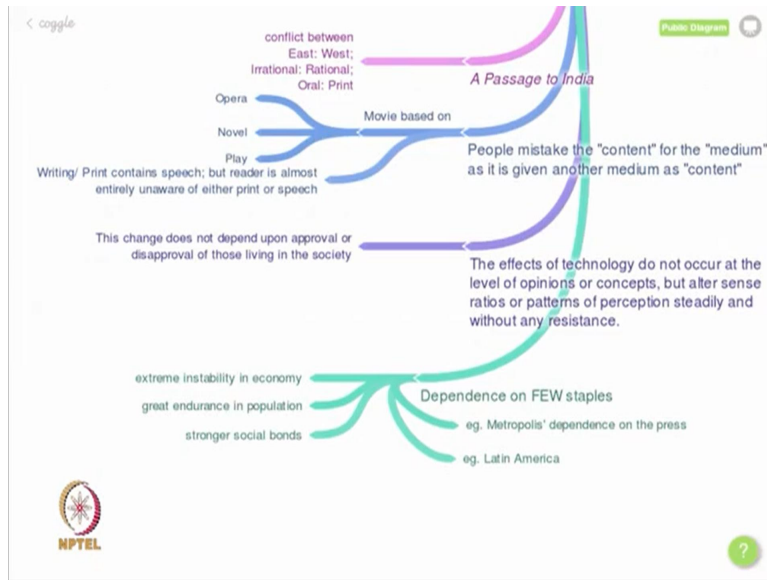 < coggle
Public Diagram
conflict between
East: West;
Irrational: Rational;
Oral: Print
A Passage to India
Opera
Novel
Play
Movie based on
Writing/ Print contains speech; but reader is almost
entirely unaware of either print or speech
People mistake the "content" for the "medium"
as it is given another medium as "content"
This change does not depend upon approval or
disapproval of those living in the society
The effects of technology do not occur at the
level of opinions or concepts, but alter sense
ratios or patterns of perception steadily and
without any resistance.
extreme instability in economy
great endurance in population
stronger social bonds
Dependence on FEW staples
eg. Metropolis' dependence on the press
eg. Latin America
NPTEL
?